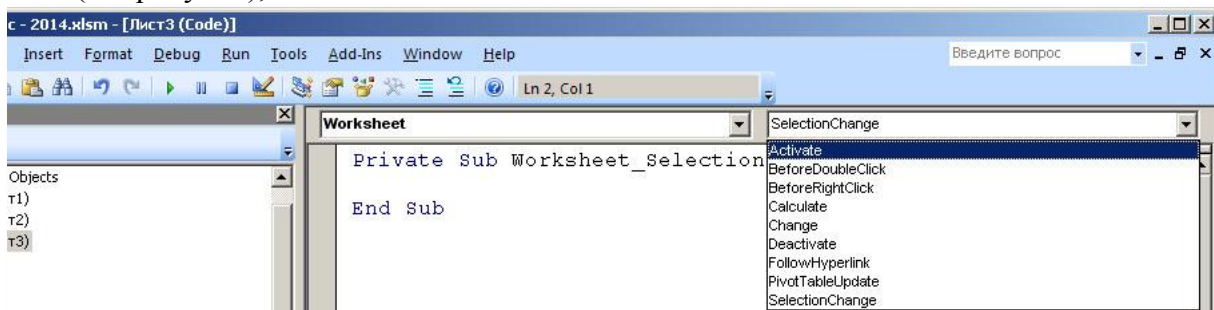 c - 2014.xlsm - [Лист3 (Code)]
Insert Format Debug Run Tools Add-Ins Window Help Введите вопрос
Ln 2, Col 1
Worksheet SelectionChange
Private Sub Worksheet_Selection
End Sub
Objects
т1)
т2)
т3)
Activate
BeforeDoubleClick
BeforeRightClick
Calculate
Change
Deactivate
FollowHyperlink
PivotTableUpdate
SelectionChange